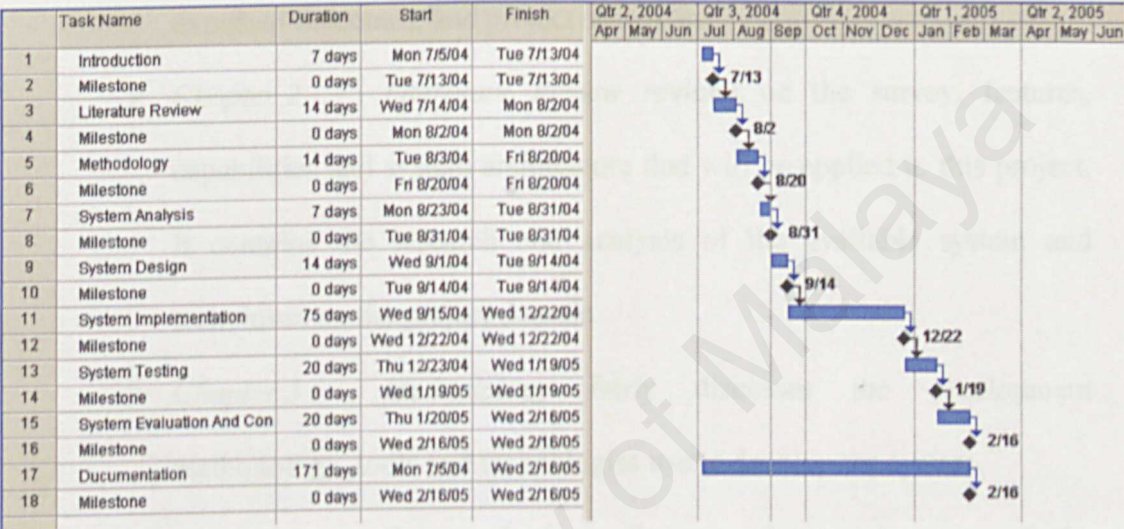 Task Name Duration Start Finish Qtr 2, 2004 Qtr 3, 2004 Qtr 4, 2004 Qtr 1, 2005 Qtr 2, 2005
Apr May Jun Jul Aug Sep Oct Nov Dec Jan Feb Mar Apr May Jun
1 Introduction 7 days Mon 7/5/04 Tue 7/13/04
2 Milestone 0 days Tue 7/13/04 Tue 7/13/04 7/13
3 Literature Review 14 days Wed 7/14/04 Mon 8/2/04
4 Milestone 0 days Mon 8/2/04 Mon 8/2/04 8/2
5 Methodology 14 days Tue 8/3/04 Fri 8/20/04
6 Milestone 0 days Fri 8/20/04 Fri 8/20/04 8/20
7 System Analysis 7 days Mon 8/23/04 Tue 8/31/04
8 Milestone 0 days Tue 8/31/04 Tue 8/31/04 8/31
9 System Design 14 days Wed 9/1/04 Tue 9/14/04
10 Milestone 0 days Tue 9/14/04 Tue 9/14/04 9/14
11 System Implementation 75 days Wed 9/15/04 Wed 12/22/04
12 Milestone 0 days Wed 12/22/04 Wed 12/22/04 12/22
13 System Testing 20 days Thu 12/23/04 Wed 1/19/05
14 Milestone 0 days Wed 1/19/05 Wed 1/19/05 1/19
15 System Evaluation And Con 20 days Thu 1/20/05 Wed 2/16/05
16 Milestone 0 days Wed 2/16/05 Wed 2/16/05 2/16
17 Ducumentation 171 days Mon 7/5/04 Wed 2/16/05
18 Milestone 0 days Wed 2/16/05 Wed 2/16/05 2/16
of Malaya